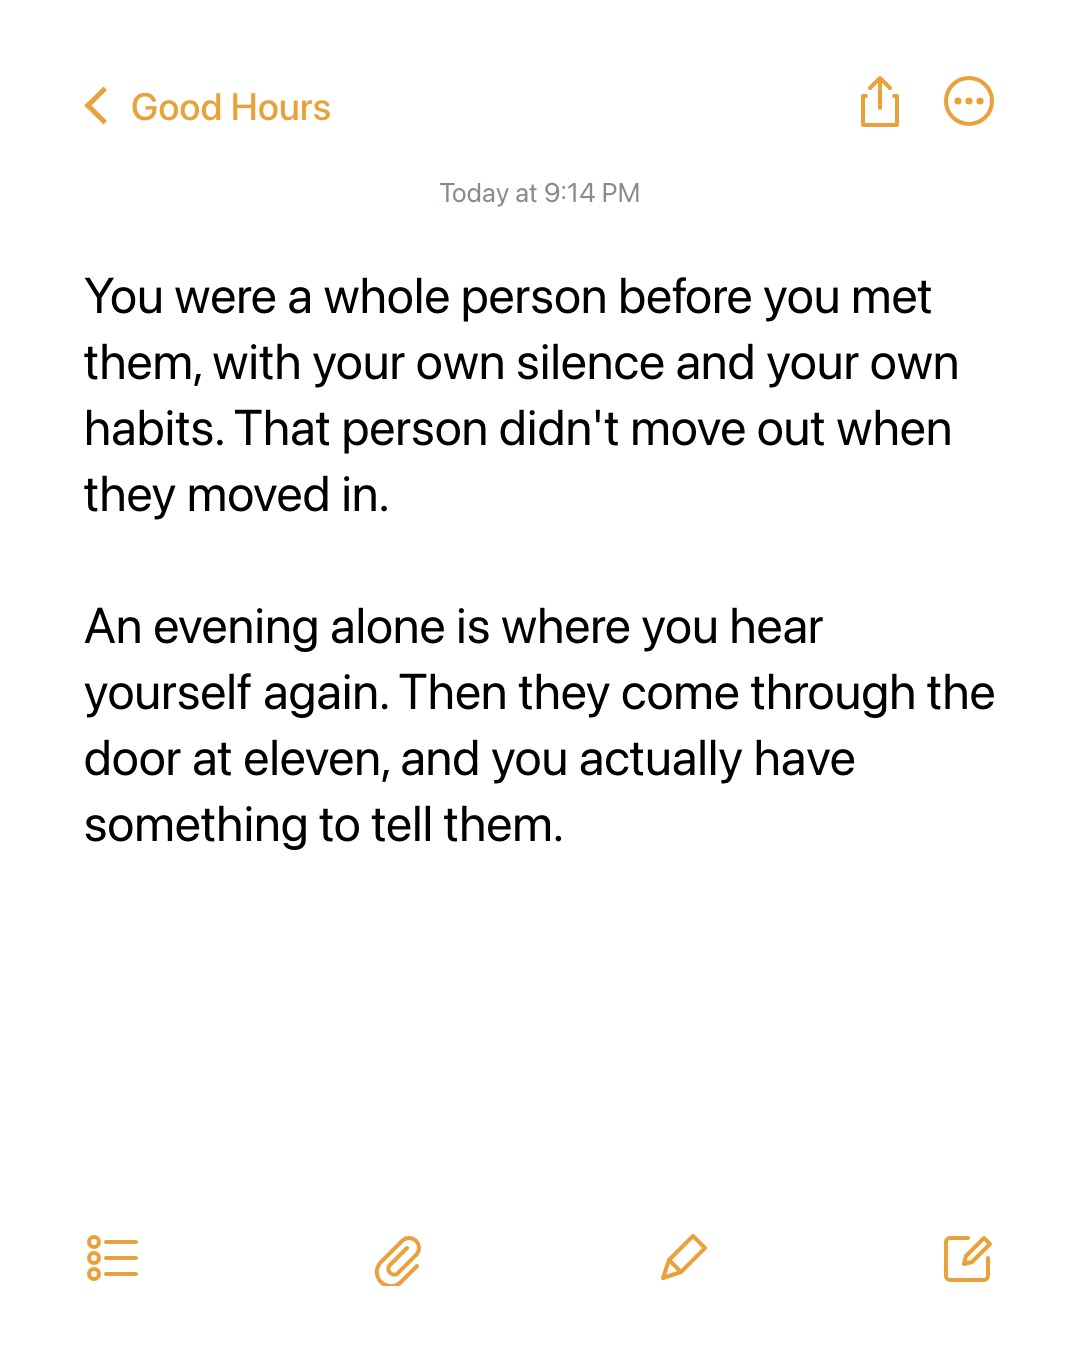 Good Hours
Today at 9:14 PM
You were a whole person before you met
them, with your own silence and your own
habits. That person didn't move out when
they moved in.
An evening alone is where you hear
yourself again. Then they come through the
door at eleven, and you actually have
something to tell them.